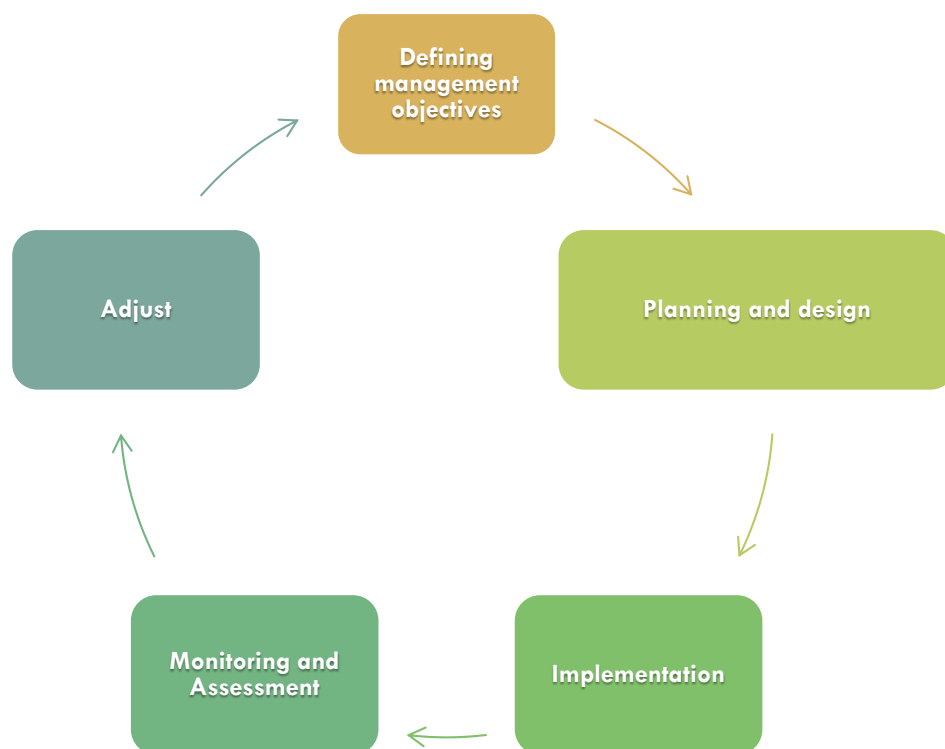 Defining
management
objectives
Planning and design
Implementation
Monitoring and
Assessment
Adjust